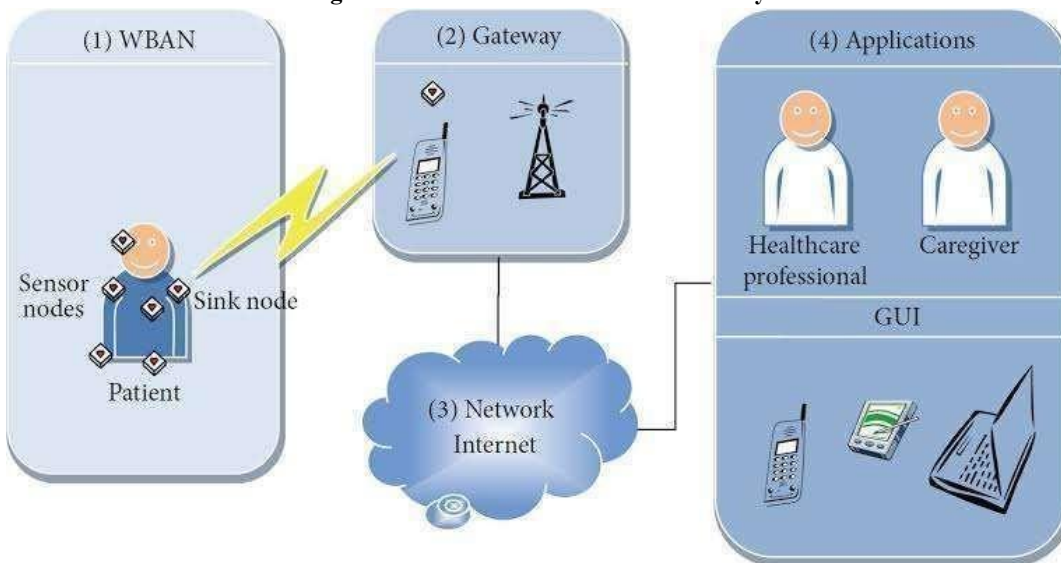 (1) WBAN
Sensor
nodes
Sink node
Patient
(2) Gateway
(3) Network
Internet
(4) Applications
Healthcare
professional
Caregiver
GUI